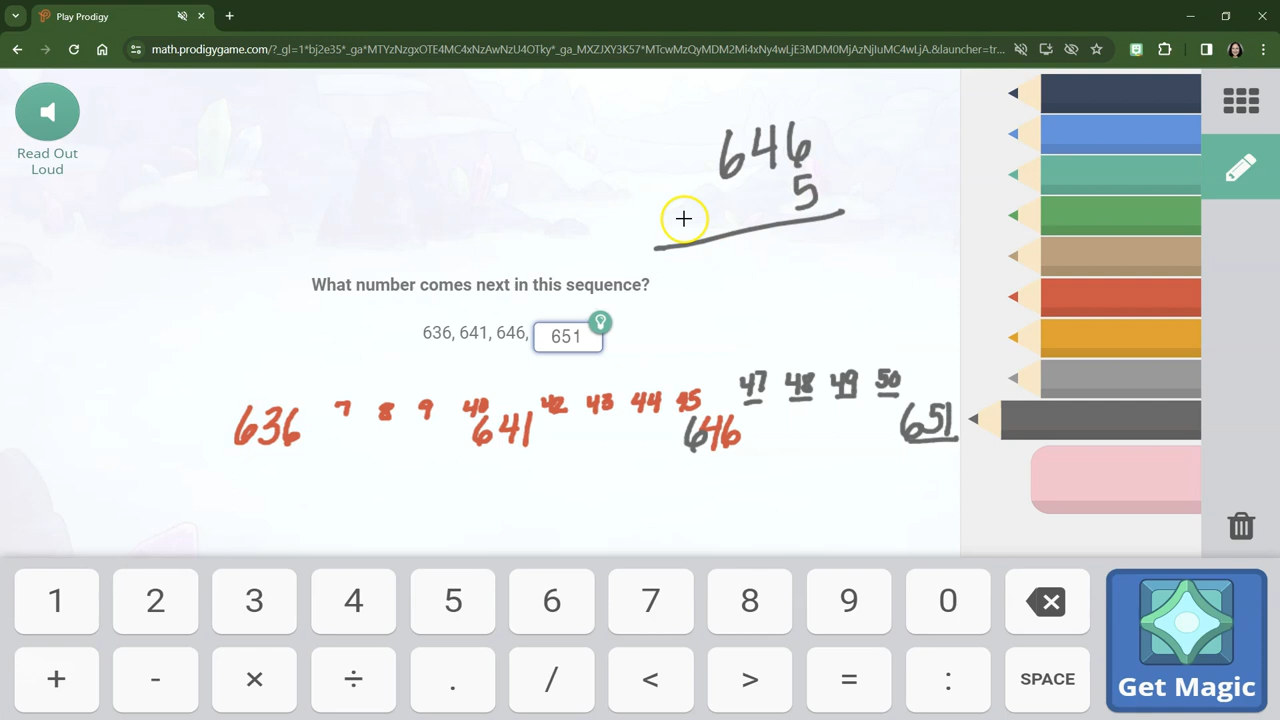 Play Prodigy
math.prodigygame.com/?_gl=1*bj2e35*_ga*MTYzNzgxOTE4MC4xNzAwNzU4OTky*_ga_MXZJXY3K57*MTcwMzQyMDM2Mi4xNy4wLjE3MDM0MjAzNjIuMC4wLjA.&launcher=tr...
Read Out
Loud
646
5
What number comes next in this sequence?
636, 641, 646, 651
47 48 49 50
7 8 9 40 42 43 44 45
636 641 646 651
1 2 3 4 5 6 7 8 9 0
+ - × ÷ . / < > = : SPACE
Get Magic